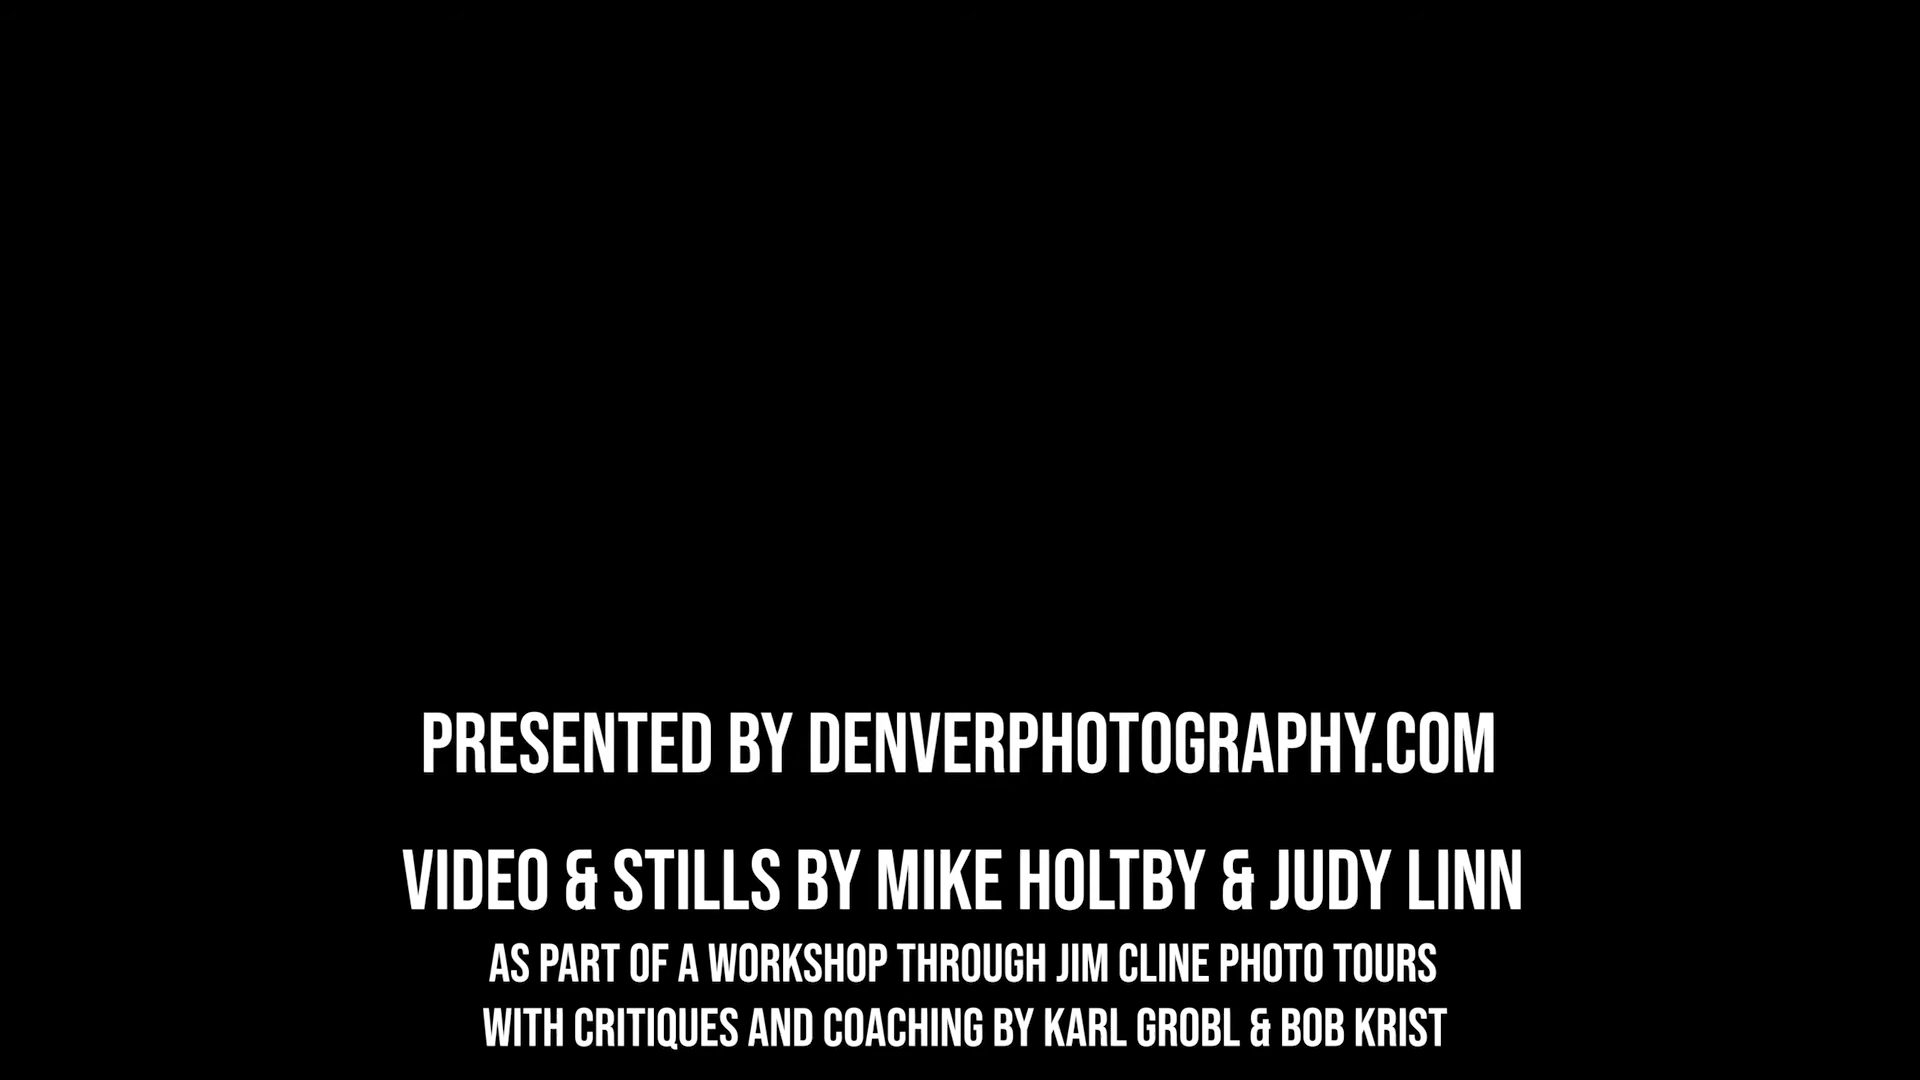 PRESENTED BY DENVERPHOTOGRAPHY.COM
VIDEO & STILLS BY MIKE HOLTBY & JUDY LINN
AS PART OF A WORKSHOP THROUGH JIM CLINE PHOTO TOURS
WITH CRITIQUES AND COACHING BY KARL GROBL & BOB KRIST